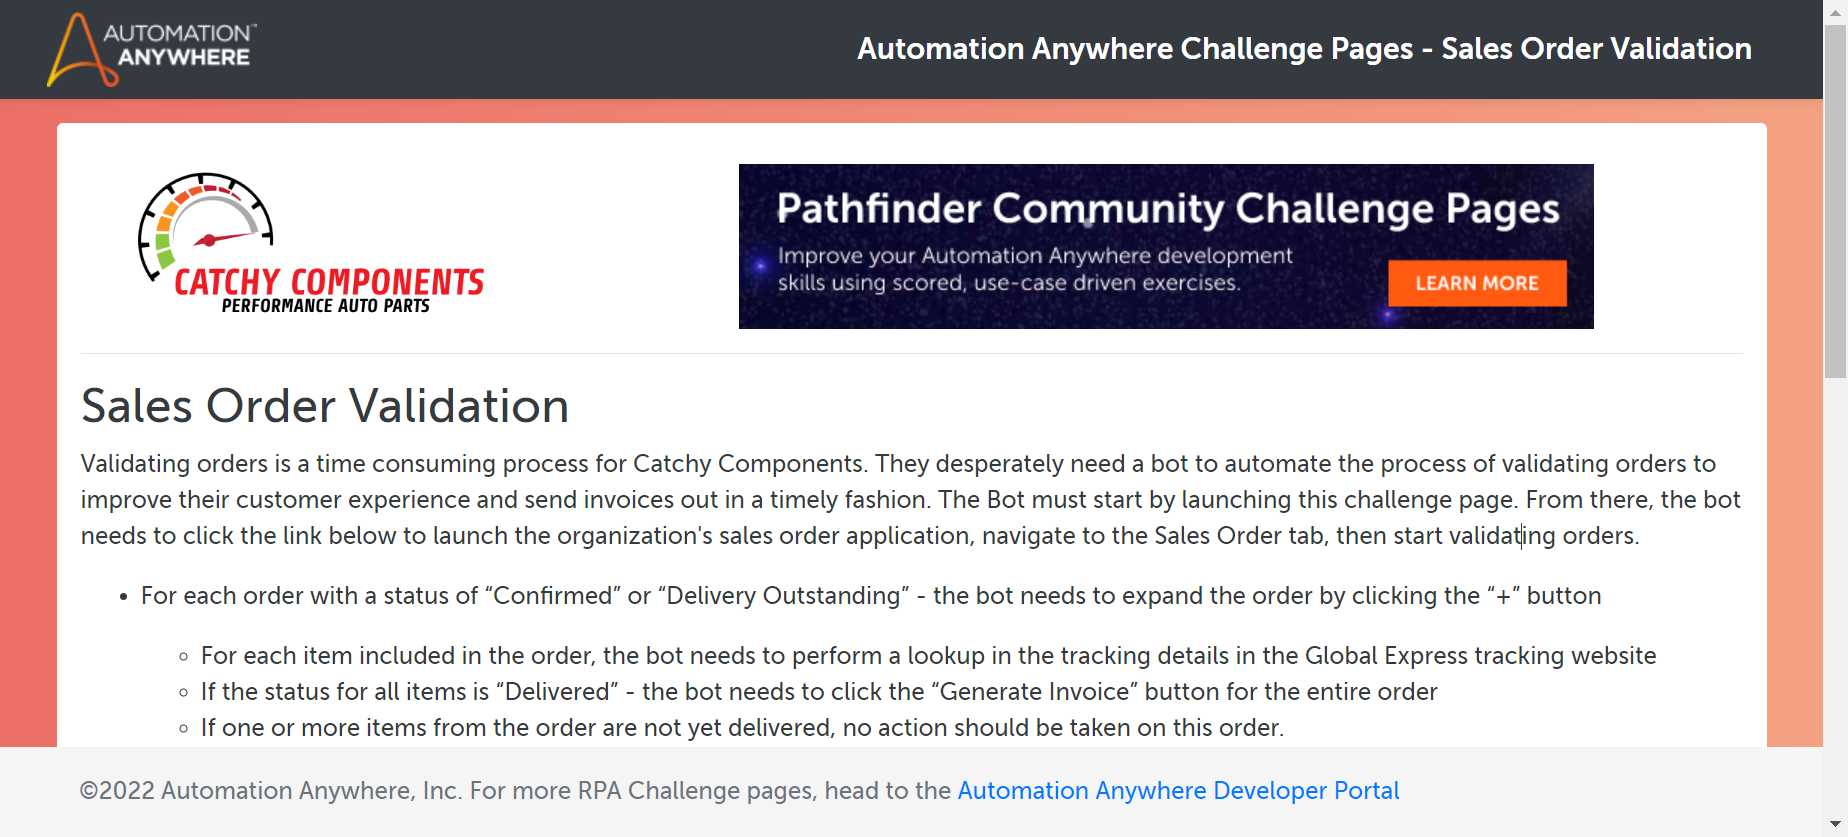 AUTOMATION™
ANYWHERE
Automation Anywhere Challenge Pages - Sales Order Validation
CATCHY COMPONENTS
PERFORMANCE AUTO PARTS
Pathfinder Community Challenge Pages
Improve your Automation Anywhere development
skills using scored, use-case driven exercises.
LEARN MORE
Sales Order Validation
Validating orders is a time consuming process for Catchy Components. They desperately need a bot to automate the process of validating orders to
improve their customer experience and send invoices out in a timely fashion. The Bot must start by launching this challenge page. From there, the bot
needs to click the link below to launch the organization's sales order application, navigate to the Sales Order tab, then start validating orders.
• For each order with a status of “Confirmed” or “Delivery Outstanding” - the bot needs to expand the order by clicking the “+” button
◦ For each item included in the order, the bot needs to perform a lookup in the tracking details in the Global Express tracking website
◦ If the status for all items is “Delivered” - the bot needs to click the “Generate Invoice” button for the entire order
◦ If one or more items from the order are not yet delivered, no action should be taken on this order.
©2022 Automation Anywhere, Inc. For more RPA Challenge pages, head to the Automation Anywhere Developer Portal